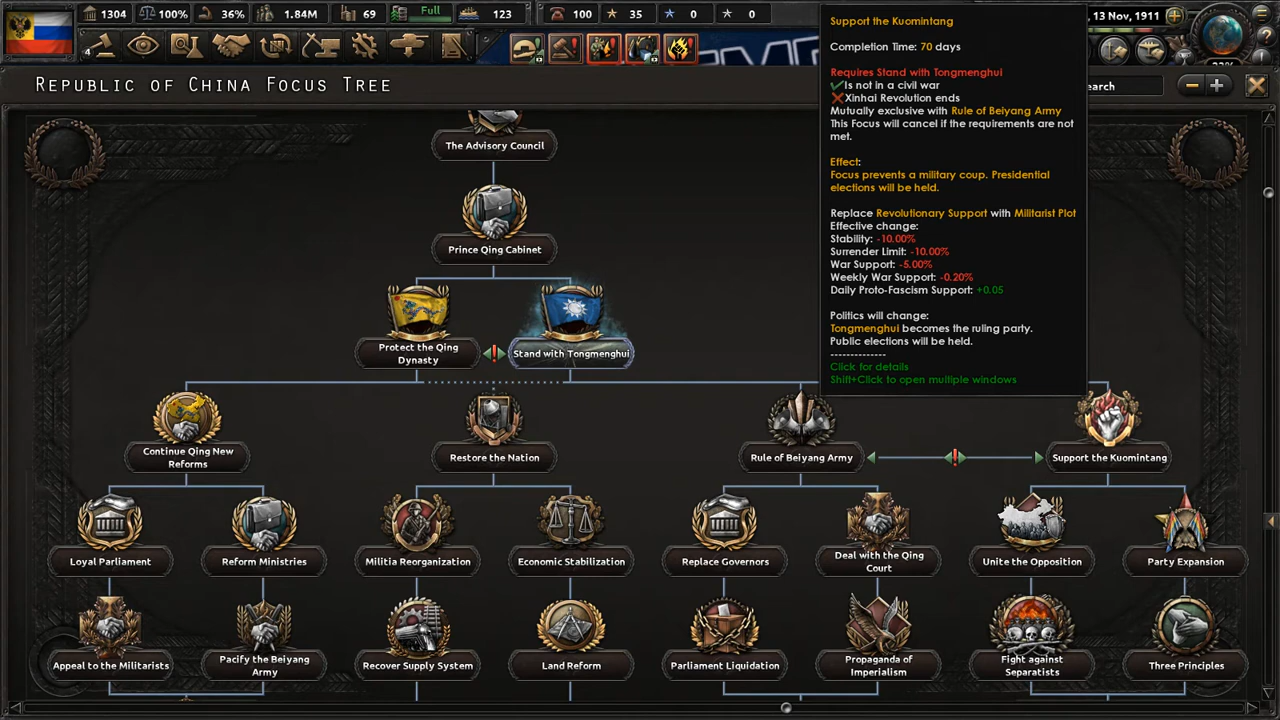 1304
100%
36%
1.84M
69
Full
123
100
35
0
0
13 Nov, 1911
4
Republic of China Focus Tree
earch
Support the Kuomintang
Completion Time: 70 days
Requires Stand with Tongmenghui
Is not in a civil war
Xinhai Revolution ends
Mutually exclusive with Rule of Beiyang Army
This Focus will cancel if the requirements are not
met.
Effect:
Focus prevents a military coup. Presidential
elections will be held.
Replace Revolutionary Support with Militarist Plot
Effective change:
Stability: -10.00%
Surrender Limit: -10.00%
War Support: -5.00%
Weekly War Support: -0.20%
Daily Proto-Fascism Support: +0.05
Politics will change:
Tongmenghui becomes the ruling party.
Public elections will be held.
--------------
Click for details
Shift+Click to open multiple windows
The Advisory Council
Prince Qing Cabinet
Protect the Qing
Dynasty
Stand with Tongmenghui
Continue Qing New
Reforms
Restore the Nation
Rule of Beiyang Army
Support the Kuomintang
Loyal Parliament
Reform Ministries
Militia Reorganization
Economic Stabilization
Replace Governors
Deal with the Qing
Court
Unite the Opposition
Party Expansion
Appeal to the Militarists
Pacify the Beiyang
Army
Recover Supply System
Land Reform
Parliament Liquidation
Propaganda of
Imperialism
Fight against
Separatists
Three Principles